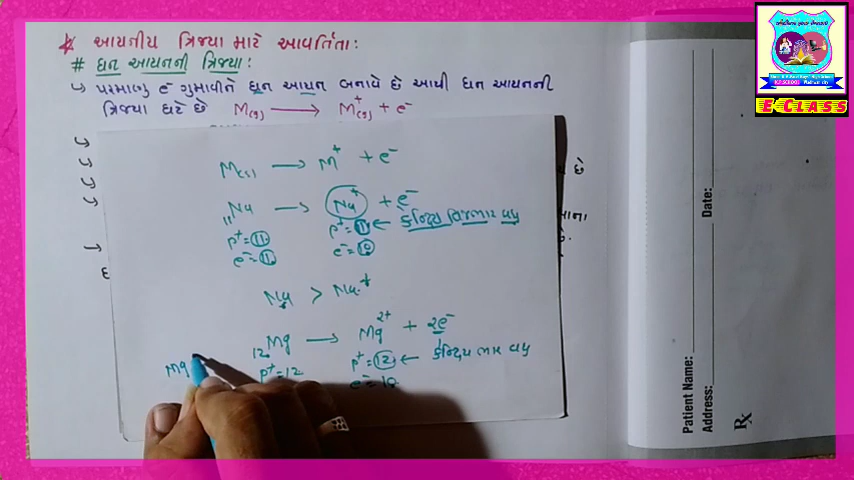 આયનીય ત્રિજ્યા માટે આવર્તિતા:
# ધન આયનની ત્રિજ્યા:
પરમાણુ e⁻ ગુમાવીને ધન આયન બનાવે છે આથી ધન આયનની
ત્રિજ્યા ઘટે છે M(g) ⟶ M⁺(g) + e⁻
M(g) ⟶ M⁺ + e⁻
₁₁Na ⟶ Na⁺ + e⁻
p⁺ = 11 p⁺ = 11 ← કેન્દ્રિય વિજભાર વધુ
e⁻ = 11 e⁻ = 10
Na > Na⁺
₁₂Mg ⟶ Mg²⁺ + 2e⁻
p⁺ = 12 p⁺ = 12 ← કેન્દ્રિય ભાર વધુ
e⁻ = 10
Mg
છે
Patient Name:
Address:
Date:
℞
E CLASS